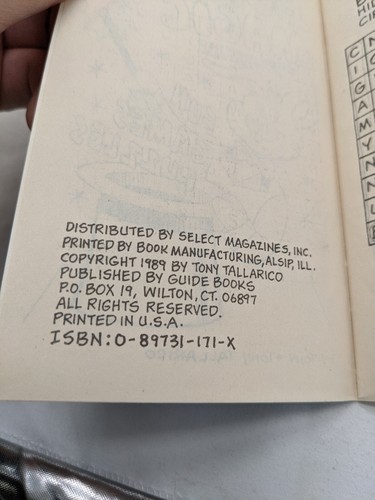 DISTRIBUTED BY SELECT MAGAZINES, INC.
PRINTED BY BOOK MANUFACTURING, ALSIP, ILL.
COPYRIGHT 1989 BY TONY TALLARICO
PUBLISHED BY GUIDE BOOKS
P.O. BOX 19, WILTON, CT. 06897
ALL RIGHTS RESERVED.
PRINTED IN U.S.A.
ISBN: 0-89731-171-X
C
I
G
A
M
Y
N
N
U